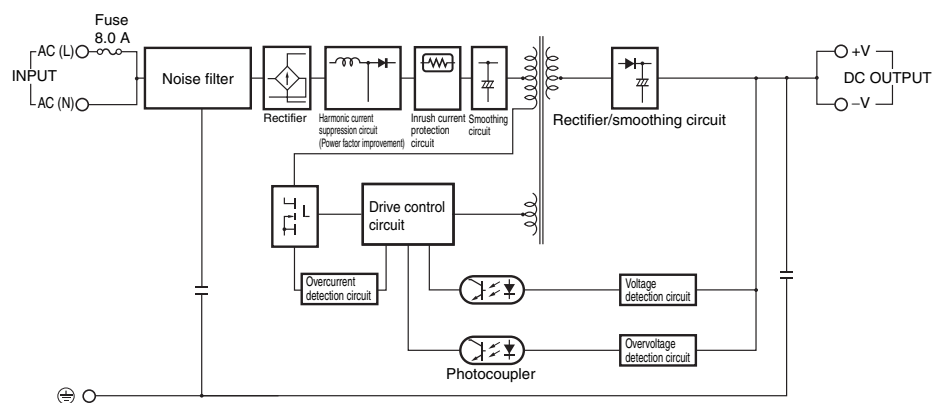 Fuse
8.0 A
AC (L)
INPUT
AC (N)
Noise filter
Rectifier
Harmonic current
suppression circuit
(Power factor improvement)
Inrush current
protection
circuit
Smoothing
circuit
Rectifier/smoothing circuit
+V
DC OUTPUT
−V
Drive control
circuit
Overcurrent
detection circuit
Voltage
detection circuit
Overvoltage
detection circuit
Photocoupler